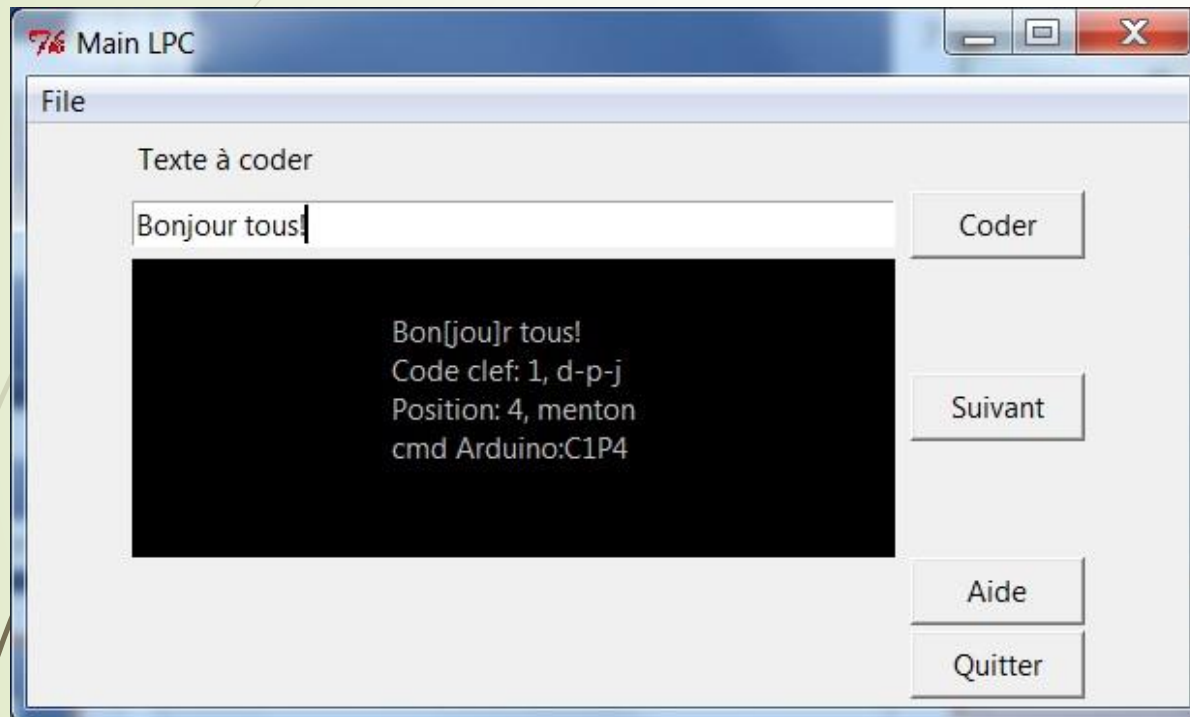 Main LPC
File
Texte à coder
Bonjour tous!
Coder
Bon[jou]r tous!
Code clef: 1, d-p-j
Position: 4, menton
cmd Arduino:C1P4
Suivant
Aide
Quitter